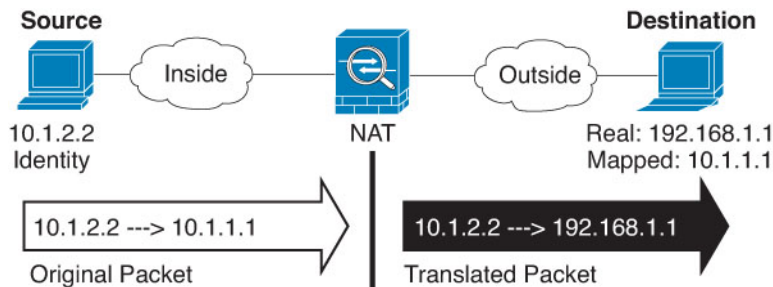 Source
Destination
Inside
Outside
10.1.2.2
Identity
NAT
Real: 192.168.1.1
Mapped: 10.1.1.1
10.1.2.2 ---> 10.1.1.1
10.1.2.2 ---> 192.168.1.1
Original Packet
Translated Packet